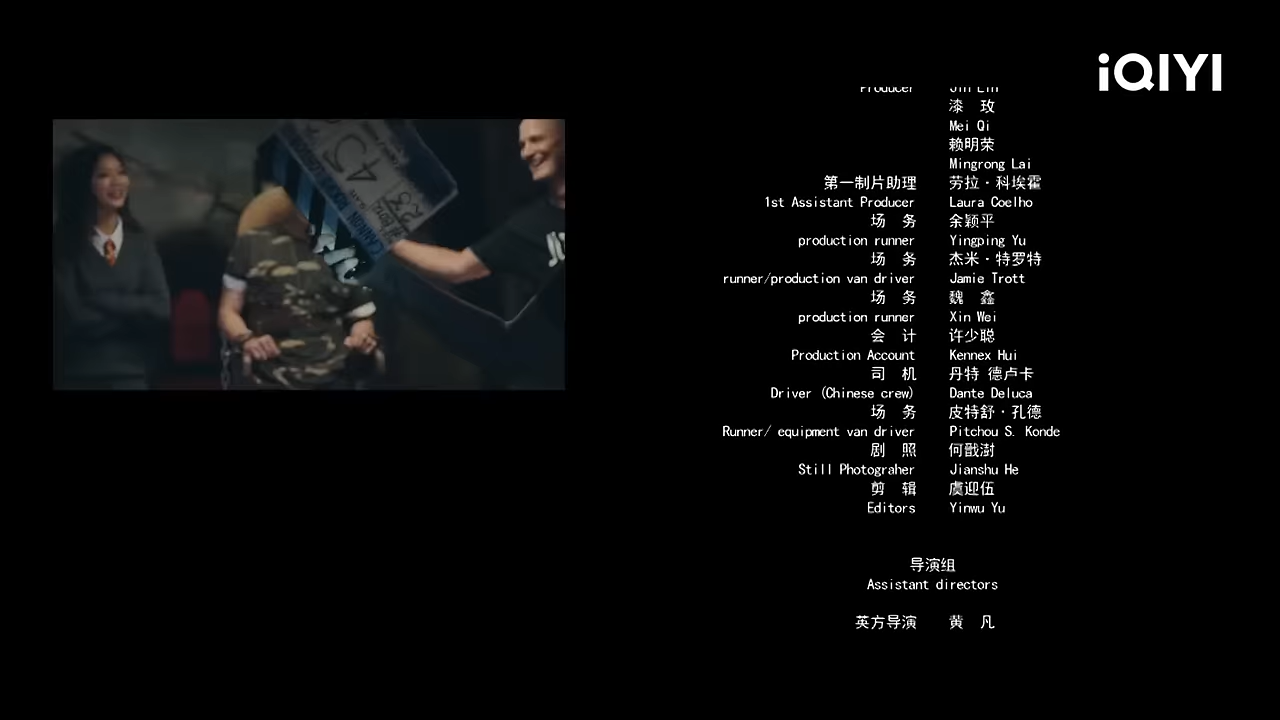 iQIYI
Producer Jin Lin
漆 玫
Mei Qi
赖明荣
Mingrong Lai
第一制片助理 劳拉·科埃霍
1st Assistant Producer Laura Coelho
场 务 余颖平
production runner Yingping Yu
场 务 杰米·特罗特
runner/production van driver Jamie Trott
场 务 魏 鑫
production runner Xin Wei
会 计 许少聪
Production Account Kennex Hui
司 机 丹特 德卢卡
Driver (Chinese crew) Dante Deluca
场 务 皮特舒·孔德
Runner/ equipment van driver Pitchou S. Konde
剧 照 何戬澍
Still Photograher Jianshu He
剪 辑 虞迎伍
Editors Yinwu Yu
导演组
Assistant directors
英方导演 黄 凡